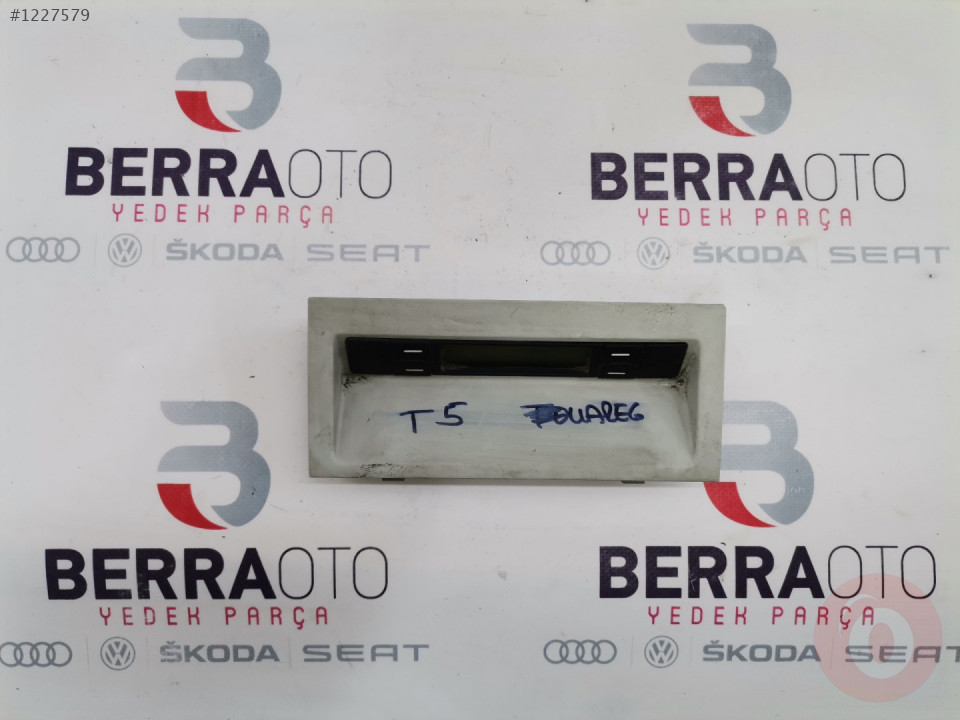 #1227579
BERRAOTO
YEDEK PARÇA
ŠKODA SEAT
BERRAOTO
YEDEK PARÇA
ŠKODA SEAT
T5 TOUAREG
BERRAOTO
YEDEK PARÇA
ŠKODA SEAT
BERRAOTO
YEDEK PARÇA
ŠKODA SEAT